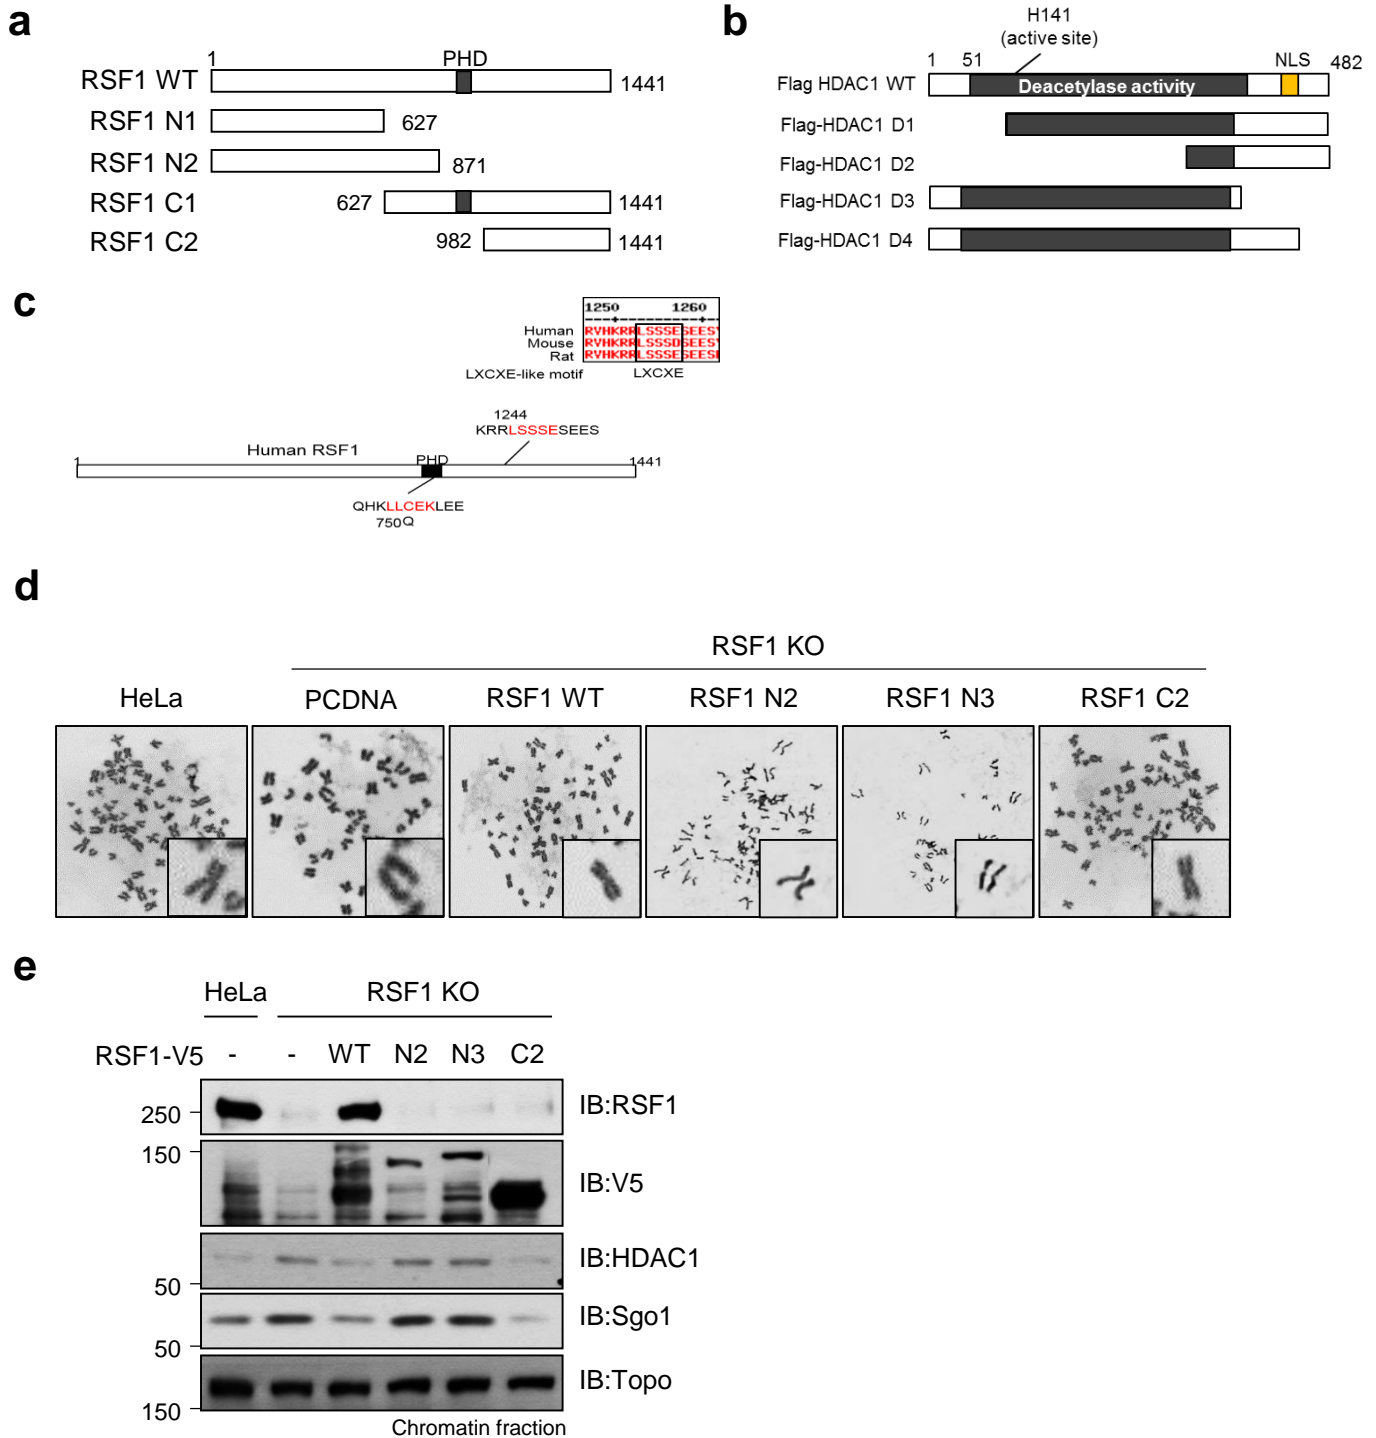 a
1
PHD
RSF1 WT
1441
RSF1 N1
627
RSF1 N2
871
RSF1 C1
627
1441
RSF1 C2
982
1441
b
H141
(active site)
1
51
NLS
482
Flag HDAC1 WT
Deacetylase activity
Flag-HDAC1 D1
Flag-HDAC1 D2
Flag-HDAC1 D3
Flag-HDAC1 D4
c
1250 1260
Human RVHKRRLSSSESEES
Mouse RVHKRRLSSSDSEES
Rat RVHKRRLSSSESEES
LXCXE-like motif LXCXE
1244
KRRLSSSESEES
Human RSF1
1
PHD
1441
QHKLLCEKLEE
750Q
d
RSF1 KO
HeLa PCDNA RSF1 WT RSF1 N2 RSF1 N3 RSF1 C2
e
HeLa RSF1 KO
RSF1-V5 - - WT N2 N3 C2
250
IB:RSF1
150
IB:V5
IB:HDAC1
50
IB:Sgo1
50
IB:Topo
150
Chromatin fraction